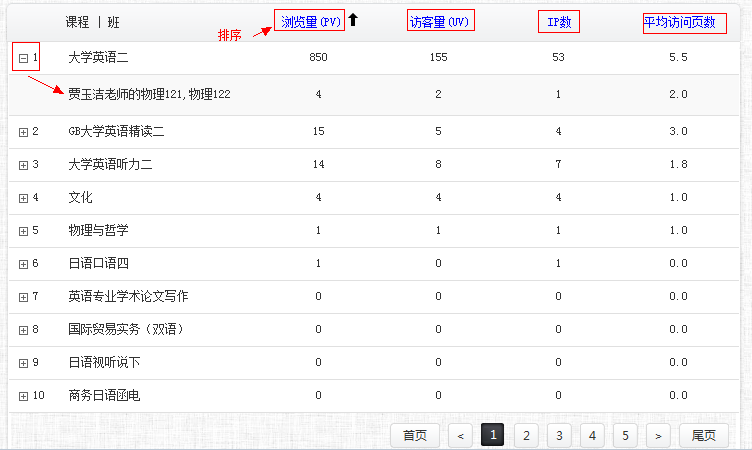 课程 | 班 浏览量(PV) 访客量(UV) IP数 平均访问页数
排序
1 大学英语二 850 155 53 5.5
贾玉洁老师的物理121,物理122 4 2 1 2.0
2 GB大学英语精读二 15 5 4 3.0
3 大学英语听力二 14 8 7 1.8
4 文化 4 4 4 1.0
5 物理与哲学 1 1 1 1.0
6 日语口语四 1 0 1 0.0
7 英语专业学术论文写作 0 0 0 0.0
8 国际贸易实务（双语） 0 0 0 0.0
9 日语视听说下 0 0 0 0.0
10 商务日语函电 0 0 0 0.0
首页 < 1 2 3 4 5 > 尾页